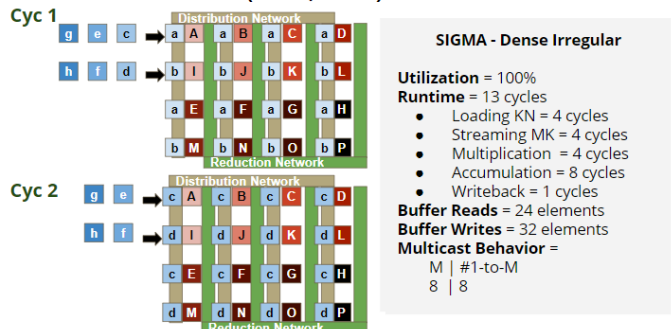 Cyc 1
Distribution Network
g e c a A a B a C a D
h f d b I b J b K b L
a E a F a G a H
b M b N b O b P
Reduction Network
Cyc 2
Distribution Network
g e c A c B c C c D
h f d I d J d K d L
c E c F c G c H
d M d N d O d P
Reduction Network
SIGMA - Dense Irregular
Utilization = 100%
Runtime = 13 cycles
● Loading KN = 4 cycles
● Streaming MK = 4 cycles
● Multiplication = 4 cycles
● Accumulation = 8 cycles
● Writeback = 1 cycles
Buffer Reads = 24 elements
Buffer Writes = 32 elements
Multicast Behavior =
M | #1-to-M
8 | 8